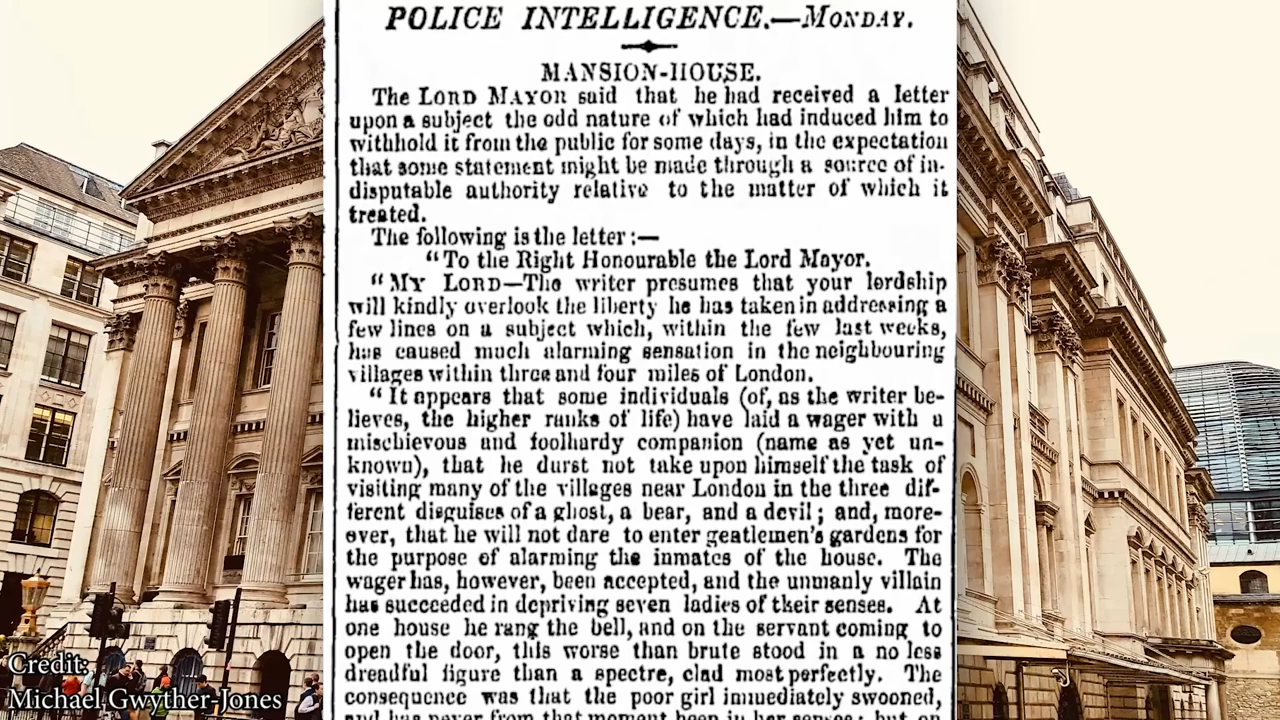 POLICE INTELLIGENCE.—MONDAY.
MANSION-HOUSE.
The LORD MAYOR said that he had received a letter
upon a subject the odd nature of which had induced him to
withhold it from the public for some days, in the expectation
that some statement might be made through a source of in-
disputable authority relative to the matter of which it
treated.
The following is the letter:—
"To the Right Honourable the Lord Mayor.
"MY LORD—The writer presumes that your lordship
will kindly overlook the liberty he has taken in addressing a
few lines on a subject which, within the few last weeks,
has caused much alarming sensation in the neighbouring
villages within three and four miles of London.
"It appears that some individuals (of, as the writer be-
lieves, the higher ranks of life) have laid a wager with a
mischievous and foolhardy companion (name as yet un-
known), that he durst not take upon himself the task of
visiting many of the villages near London in the three dif-
ferent disguises of a ghost, a bear, and a devil; and, more-
over, that he will not dare to enter gentlemen's gardens for
the purpose of alarming the inmates of the house. The
wager has, however, been accepted, and the unmanly villain
has succeeded in depriving seven ladies of their senses. At
one house he rang the bell, and on the servant coming to
open the door, this worse than brute stood in a no less
dreadful figure than a spectre, clad most perfectly. The
consequence was that the poor girl immediately swooned,
and has never from that moment been in her senses; but on
Credit:
Michael Gwyther-Jones